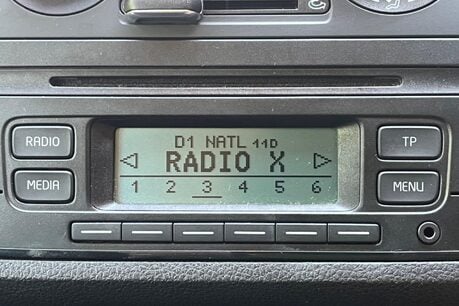 RADIO
MEDIA
D1 NATL 11D
RADIO X
1 2 3 4 5 6
TP
MENU